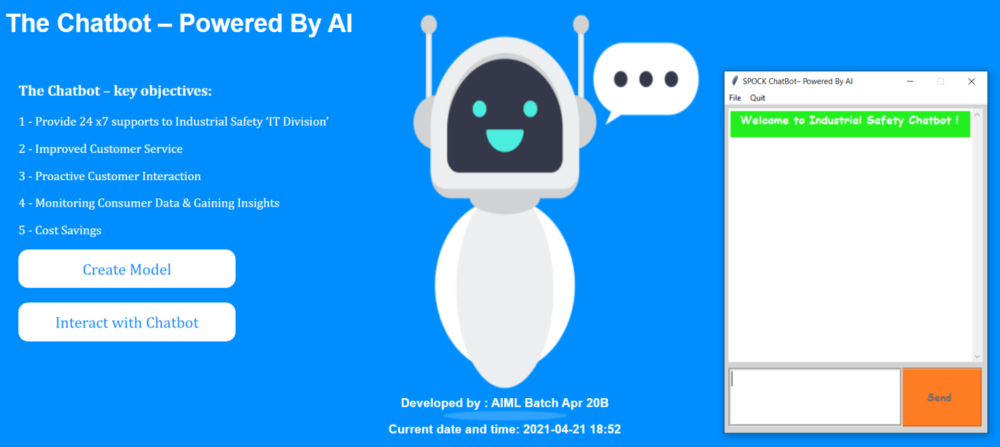 The Chatbot – Powered By AI
The Chatbot – key objectives:
1 - Provide 24 x7 supports to Industrial Safety ‘IT Division’
2 - Improved Customer Service
3 - Proactive Customer Interaction
4 - Monitoring Consumer Data & Gaining Insights
5 - Cost Savings
Create Model
Interact with Chatbot
Developed by : AIML Batch Apr 20B
Current date and time: 2021-04-21 18:52
SPOCK ChatBot– Powered By AI
File Quit
Welcome to Industrial Safety Chatbot !
Send